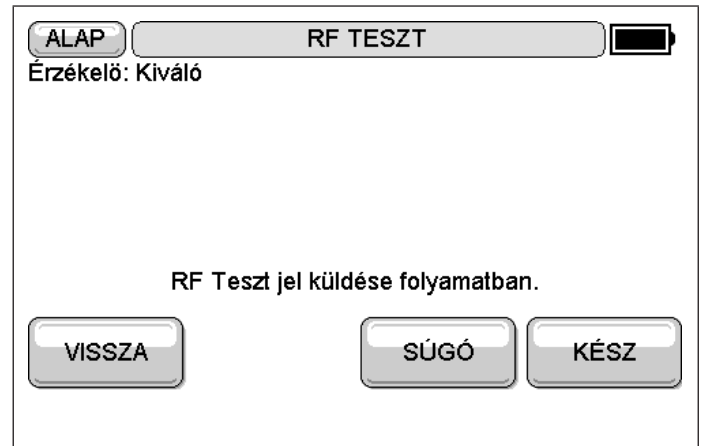 ALAP RF TESZT
Érzékelö: Kiváló
RF Teszt jel küldése folyamatban.
VISSZA SÚGÓ KÉSZ